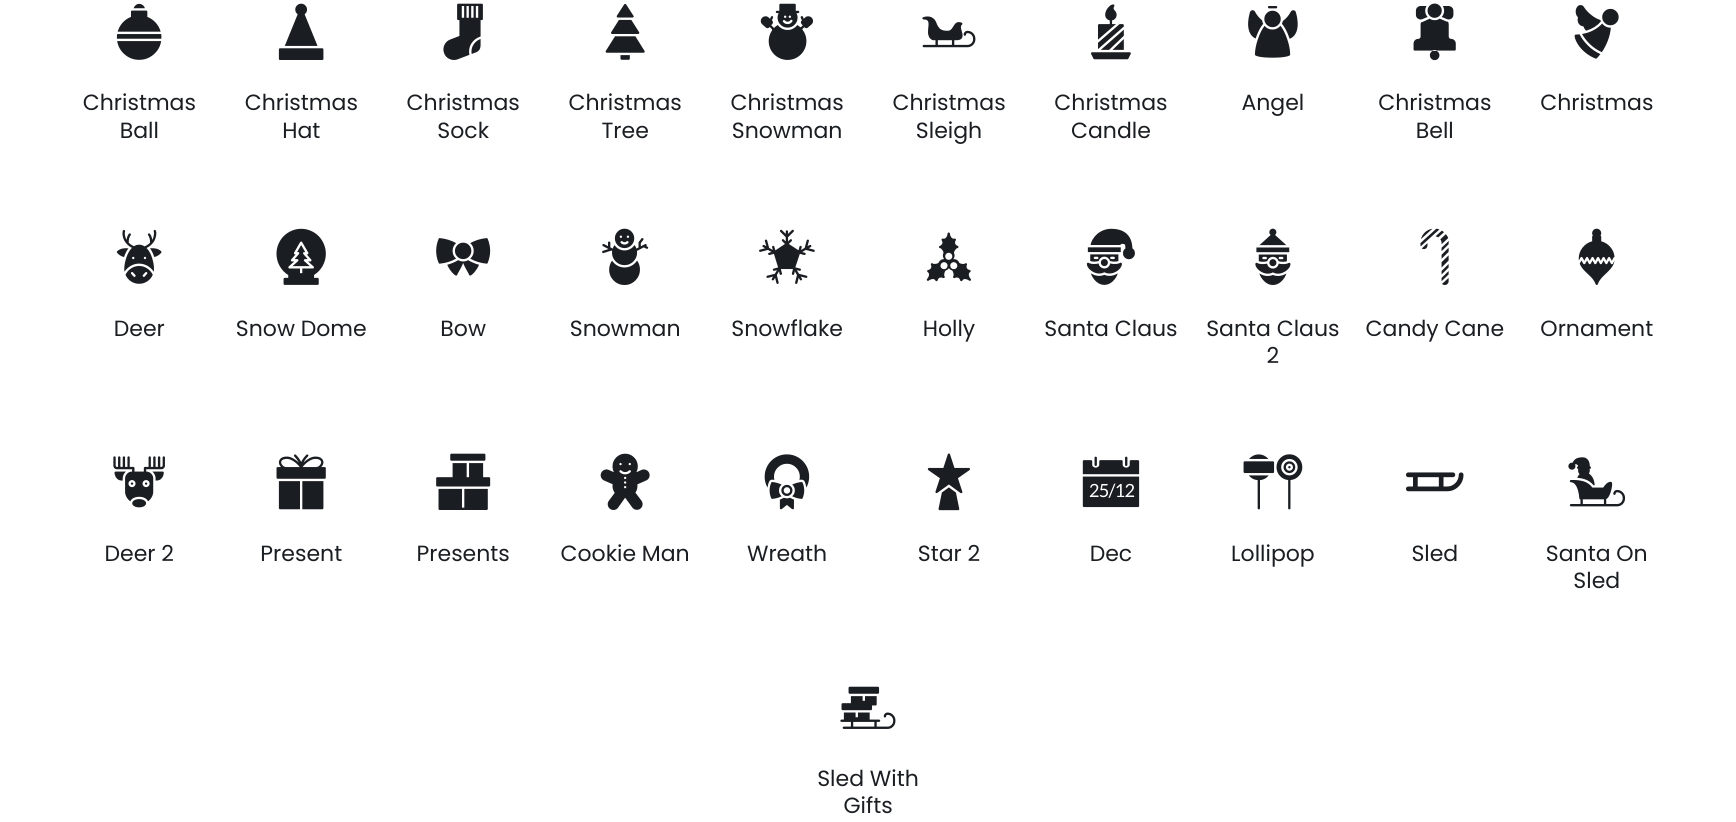 Christmas Ball
Christmas Hat
Christmas Sock
Christmas Tree
Christmas Snowman
Christmas Sleigh
Christmas Candle
Angel
Christmas Bell
Christmas
Deer
Snow Dome
Bow
Snowman
Snowflake
Holly
Santa Claus
Santa Claus 2
Candy Cane
Ornament
25/12
Deer 2
Present
Presents
Cookie Man
Wreath
Star 2
Dec
Lollipop
Sled
Santa On Sled
Sled With Gifts